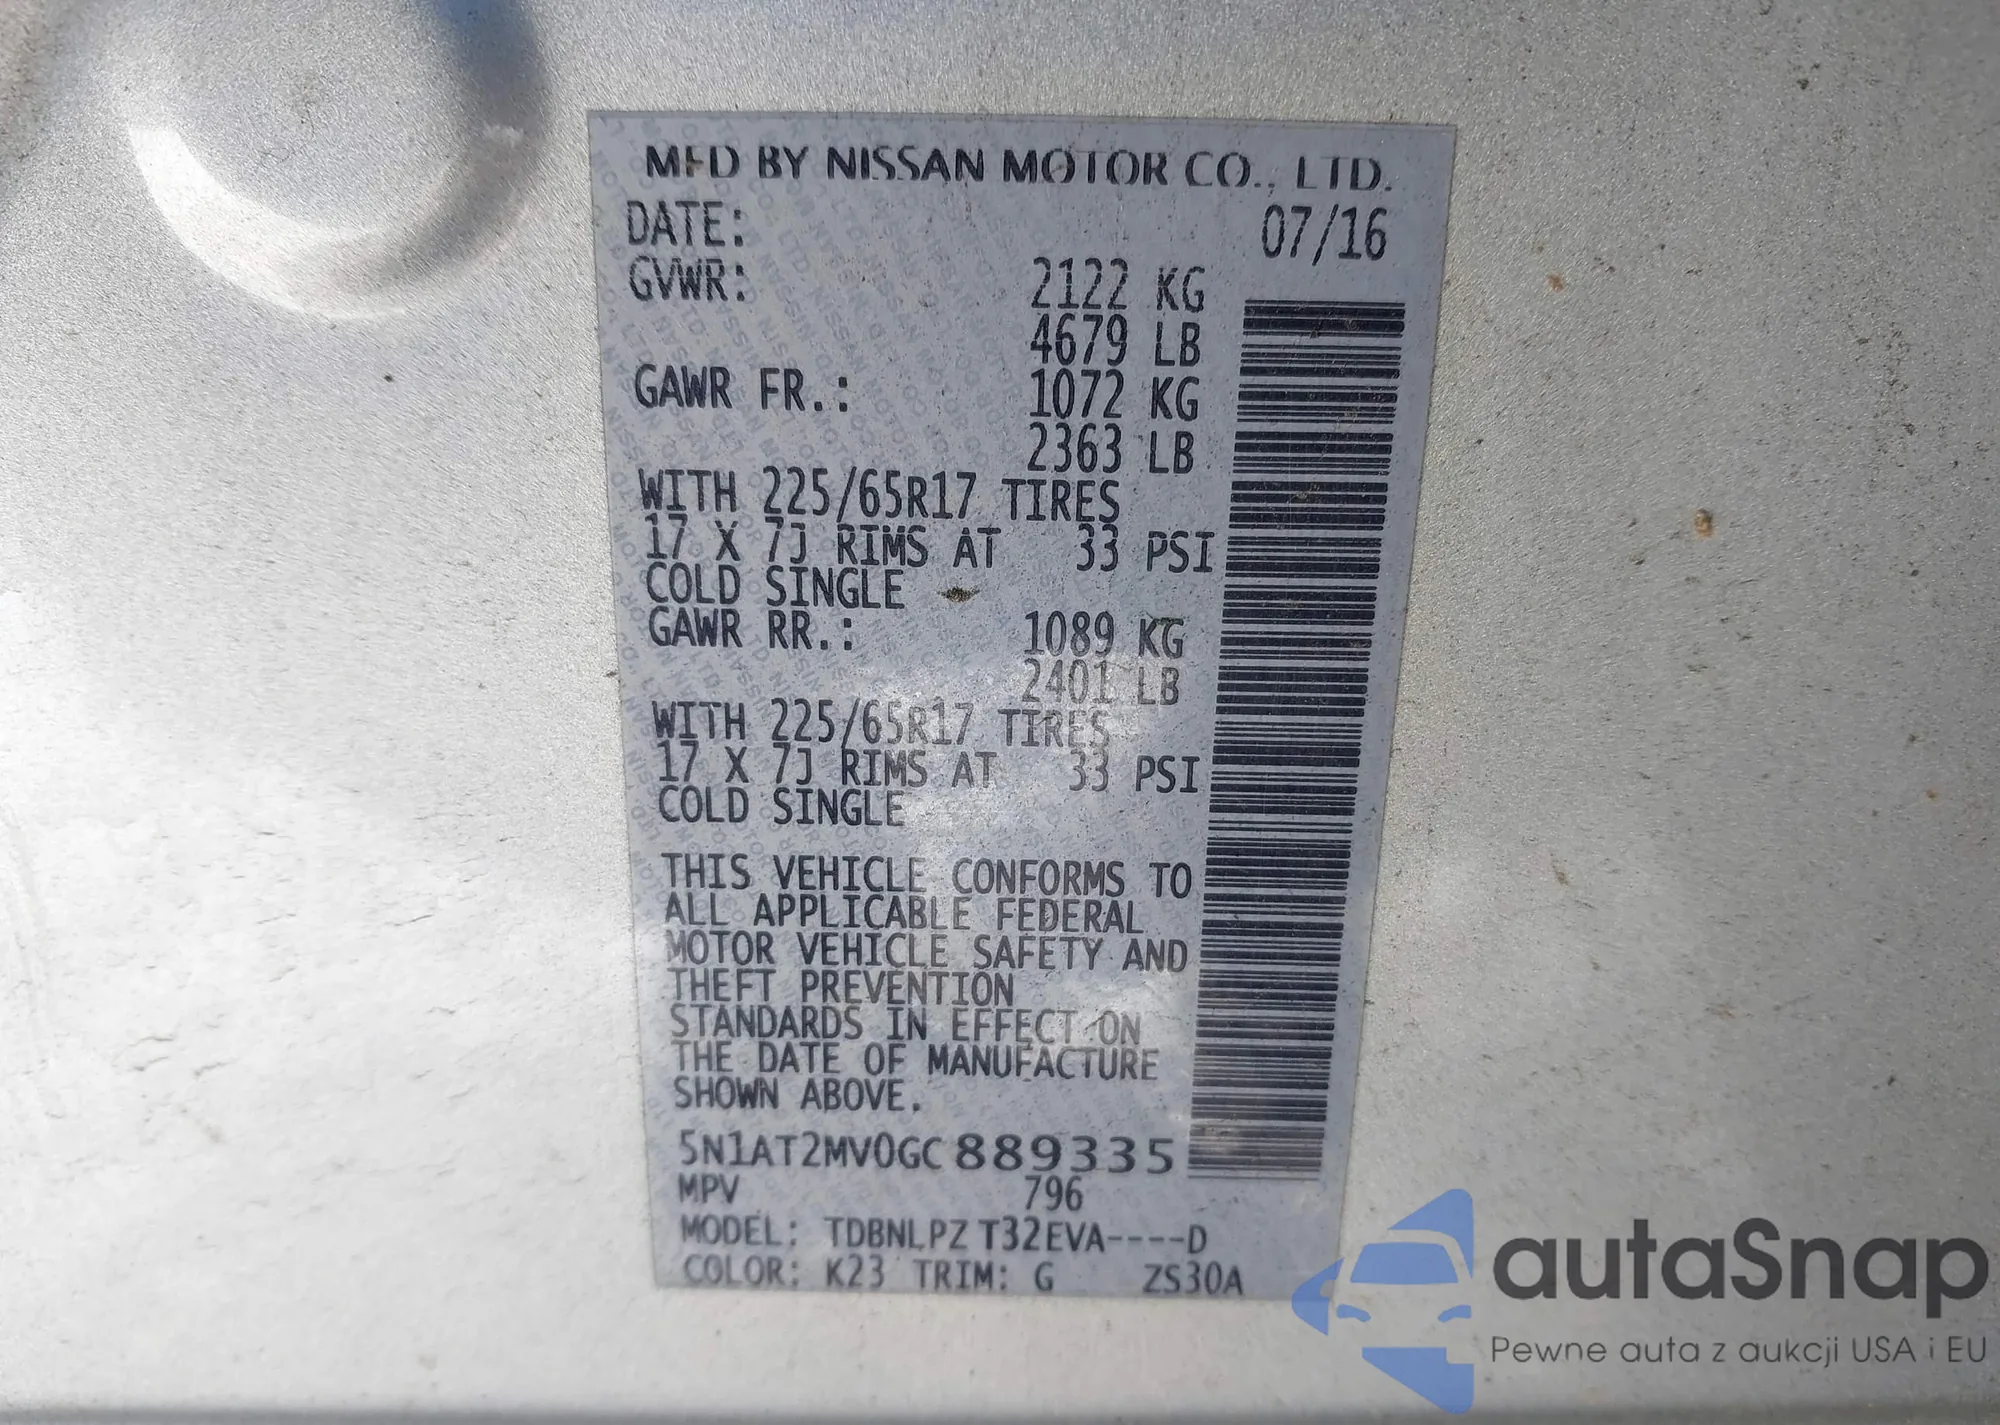 MFD BY NISSAN MOTOR CO., LTD.
DATE: 07/16
GVWR: 2122 KG
4679 LB
GAWR FR.: 1072 KG
2363 LB
WITH 225/65R17 TIRES
17 X 7J RIMS AT 33 PSI
COLD SINGLE
GAWR RR.: 1089 KG
2401 LB
WITH 225/65R17 TIRES
17 X 7J RIMS AT 33 PSI
COLD SINGLE
THIS VEHICLE CONFORMS TO
ALL APPLICABLE FEDERAL
MOTOR VEHICLE SAFETY AND
THEFT PREVENTION
STANDARDS IN EFFECT ON
THE DATE OF MANUFACTURE
SHOWN ABOVE.
5N1AT2MV0GC889335
MPV 796
MODEL: TDBNLPZ T32EVA----D
COLOR: K23 TRIM: G ZS30A
autoSnap
Pewne auta z aukcji USA i EU